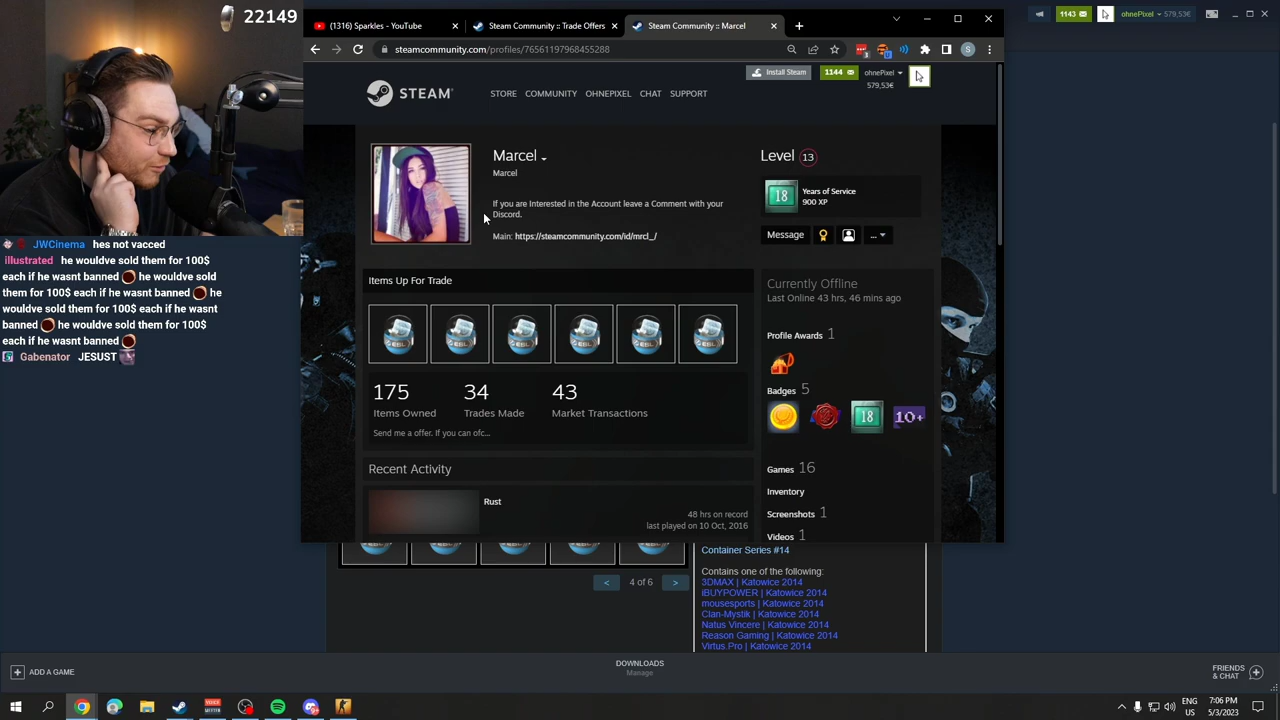 22149
(1316) Sparkles - YouTube
Steam Community :: Trade Offers
Steam Community :: Marcel
1143
ohnePixel
579,53€
steamcommunity.com/profiles/76561197968455288
S
STEAM
STORE
COMMUNITY
OHNEPIXEL
CHAT
SUPPORT
Install Steam
1144
ohnePixel
579,53€
Marcel
Marcel
If you are Interested in the Account leave a Comment with your
Discord.
Main: https://steamcommunity.com/id/mrcl_/
Level 13
18
Years of Service
900 XP
Message
...
JWCinema hes not vacced
illustrated he wouldve sold them for 100$
each if he wasnt banned he wouldve sold
them for 100$ each if he wasnt banned he
wouldve sold them for 100$ each if he wasnt
banned he wouldve sold them for 100$
each if he wasnt banned
Gabenator JESUST
Items Up For Trade
175
Items Owned
34
Trades Made
43
Market Transactions
Send me a offer. If you can ofc...
Currently Offline
Last Online 43 hrs, 46 mins ago
Profile Awards 1
Badges 5
18
10+
Games 16
Inventory
Screenshots 1
Videos 1
Recent Activity
Rust
48 hrs on record
last played on 10 Oct, 2016
< 4 of 6 >
Container Series #14
Contains one of the following:
3DMAX | Katowice 2014
iBUYPOWER | Katowice 2014
mousesports | Katowice 2014
Clan-Mystik | Katowice 2014
Natus Vincere | Katowice 2014
Reason Gaming | Katowice 2014
Virtus.Pro | Katowice 2014
ADD A GAME
DOWNLOADS
Manage
FRIENDS
& CHAT
ENG
US
7:06 PM
5/3/2023